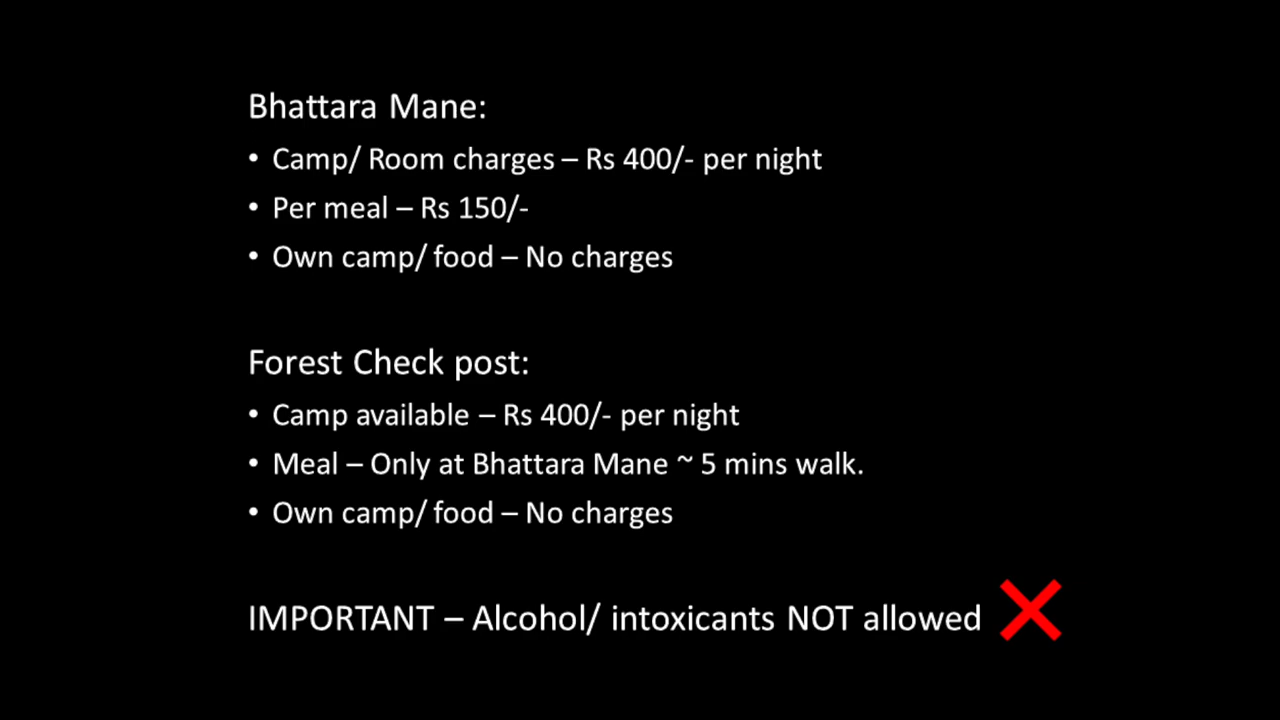 Bhattara Mane:
• Camp/ Room charges – Rs 400/- per night
• Per meal – Rs 150/-
• Own camp/ food – No charges
Forest Check post:
• Camp available – Rs 400/- per night
• Meal – Only at Bhattara Mane ~ 5 mins walk.
• Own camp/ food – No charges
IMPORTANT – Alcohol/ intoxicants NOT allowed